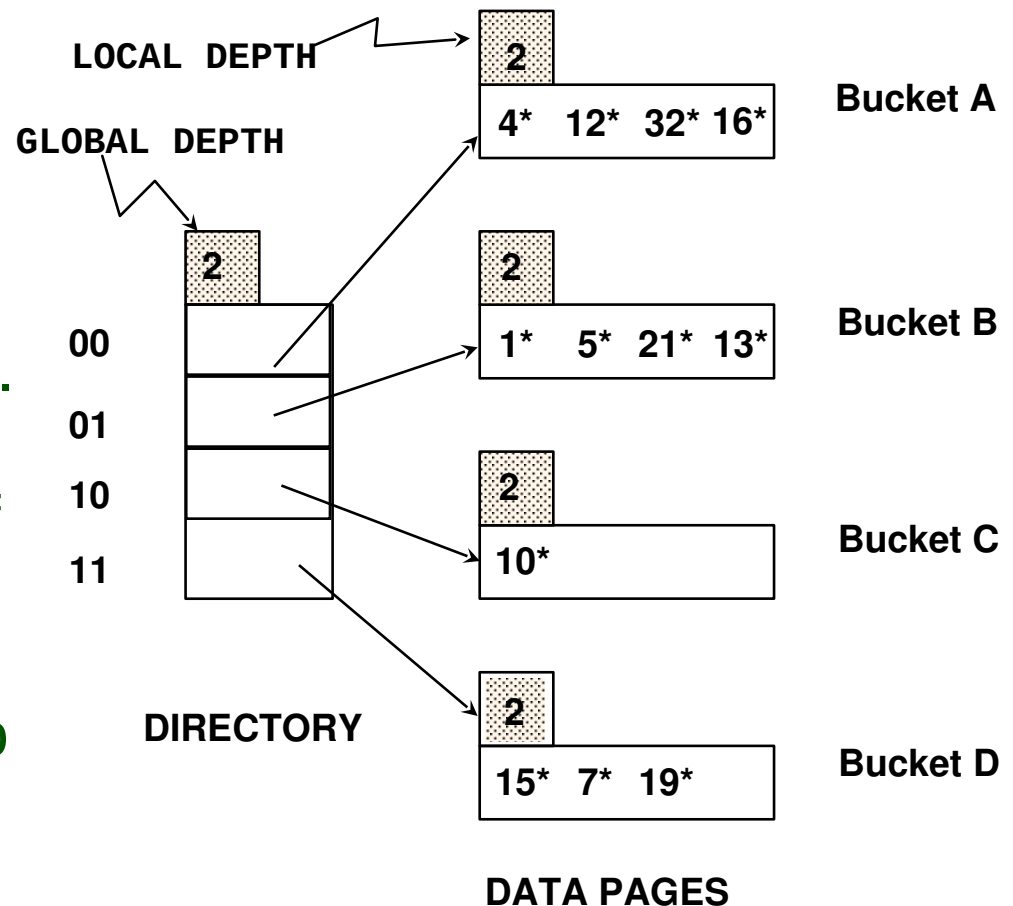 LOCAL DEPTH
2
Bucket A
4* 12* 32* 16*
GLOBAL DEPTH
2
2
Bucket B
00
1* 5* 21* 13*
01
2
10
Bucket C
10*
11
2
DIRECTORY
Bucket D
15* 7* 19*
DATA PAGES